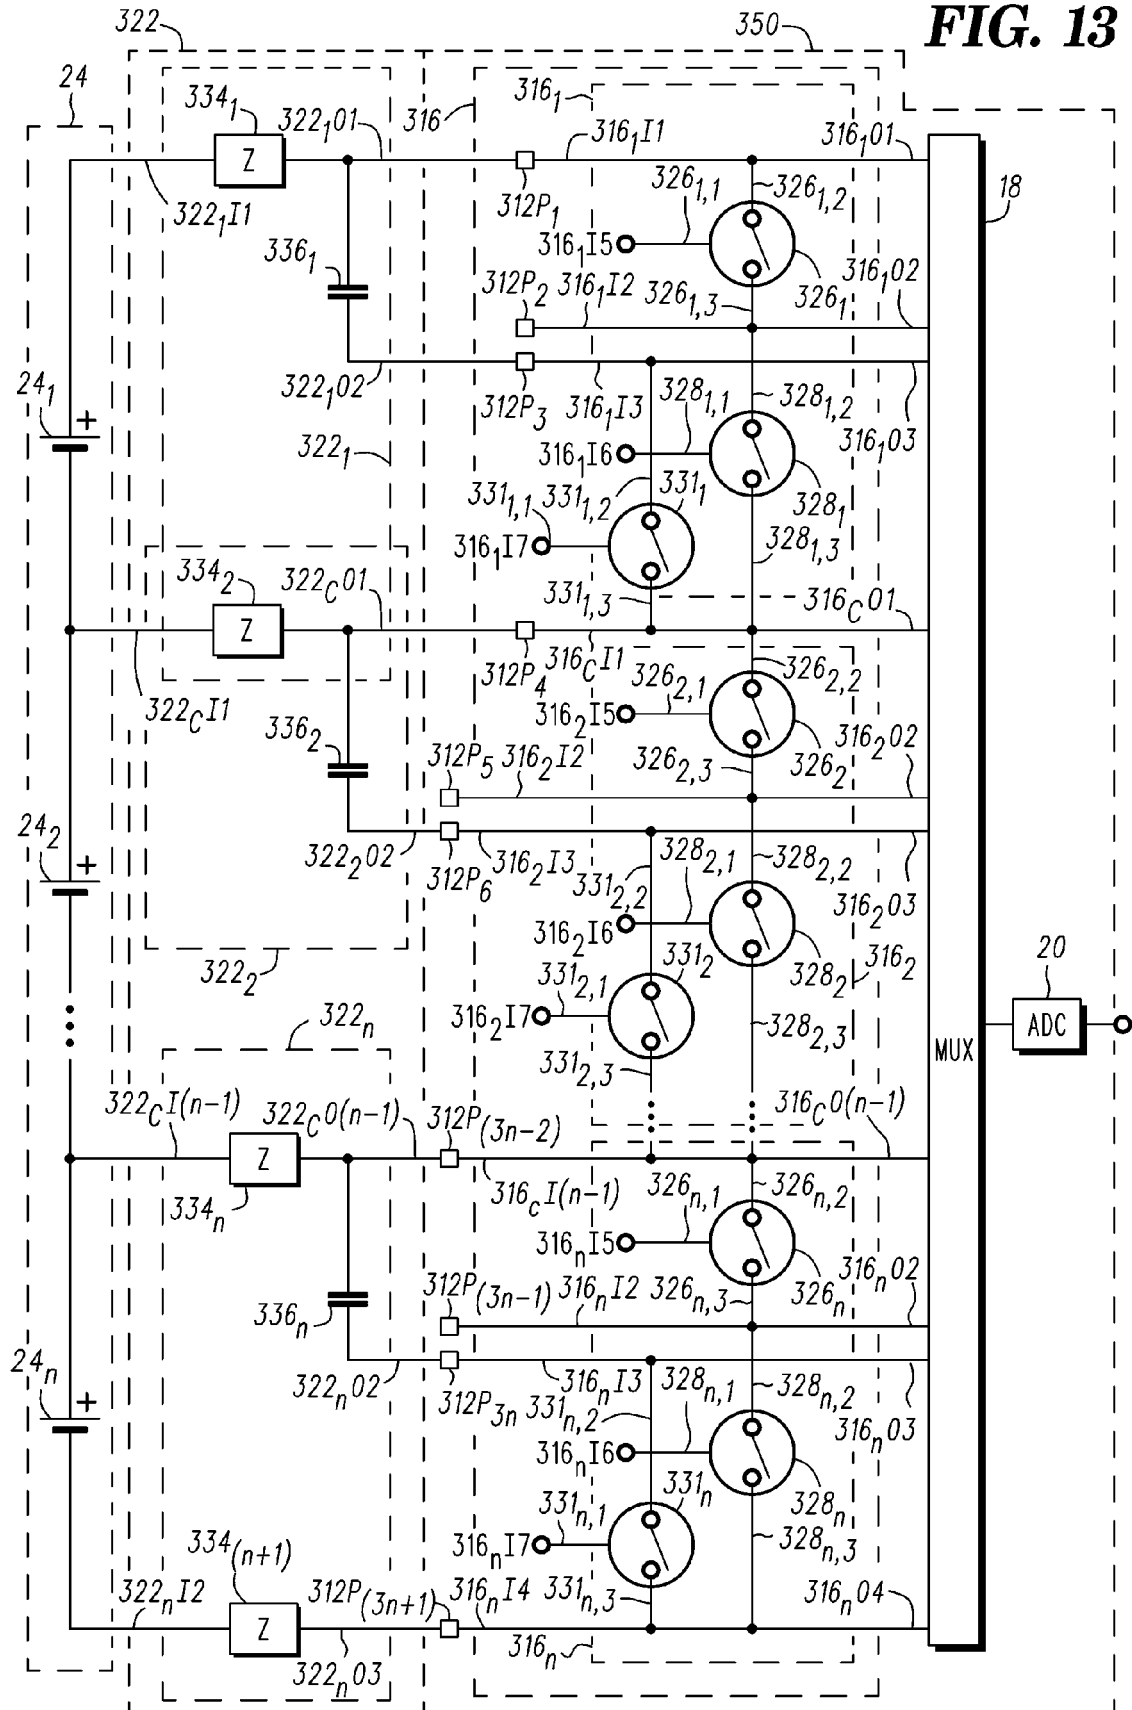 FIG. 13
322
350
24
334₁
322₁01
316
316₁
316₁I1
316₁01
18
322₁I1
312P₁
326₁,₁
326₁,₂
316₁I5
336₁
312P₂
316₁I2
326₁,₃
326₁
316₁02
Z
322₁02
312P₃
316₁I3
328₁,₁
328₁,₂
316₁03
24₁
+
322₁
316₁I6
331₁,₁
331₁,₂
331₁
328₁
316₁I7
328₁,₃
334₂
322C01
331₁,₃
316C01
Z
322CI1
312P₄
316CI1
326₂,₁
326₂,₂
316₂I5
336₂
312P₅
316₂I2
326₂,₃
326₂
316₂02
24₂
+
322₂02
312P₆
316₂I3
331₂,₂
328₂,₁
328₂,₂
316₂03
316₂I6
322₂
331₂,₁
331₂
328₂
316₂
20
316₂I7
328₂,₃
ADC
MUX
322ₙ
331₂,₃
322CI(n-1)
322C0(n-1)
312P(3n-2)
316C0(n-1)
Z
334ₙ
316cI(n-1)
326ₙ,₁
326ₙ,₂
316ₙI5
336ₙ
312P(3n-1)
316ₙI2
326ₙ,₃
326ₙ
316ₙ02
24ₙ
+
322ₙ02
312P₃ₙ
316ₙI3
331ₙ,₂
328ₙ,₁
328ₙ,₂
316ₙ03
316ₙI6
331ₙ,₁
331ₙ
328ₙ
316ₙI7
328ₙ,₃
334(n+1)
322ₙI2
312P(3n+1)
316ₙI4
331ₙ,₃
316ₙ04
Z
322ₙ03
316ₙ